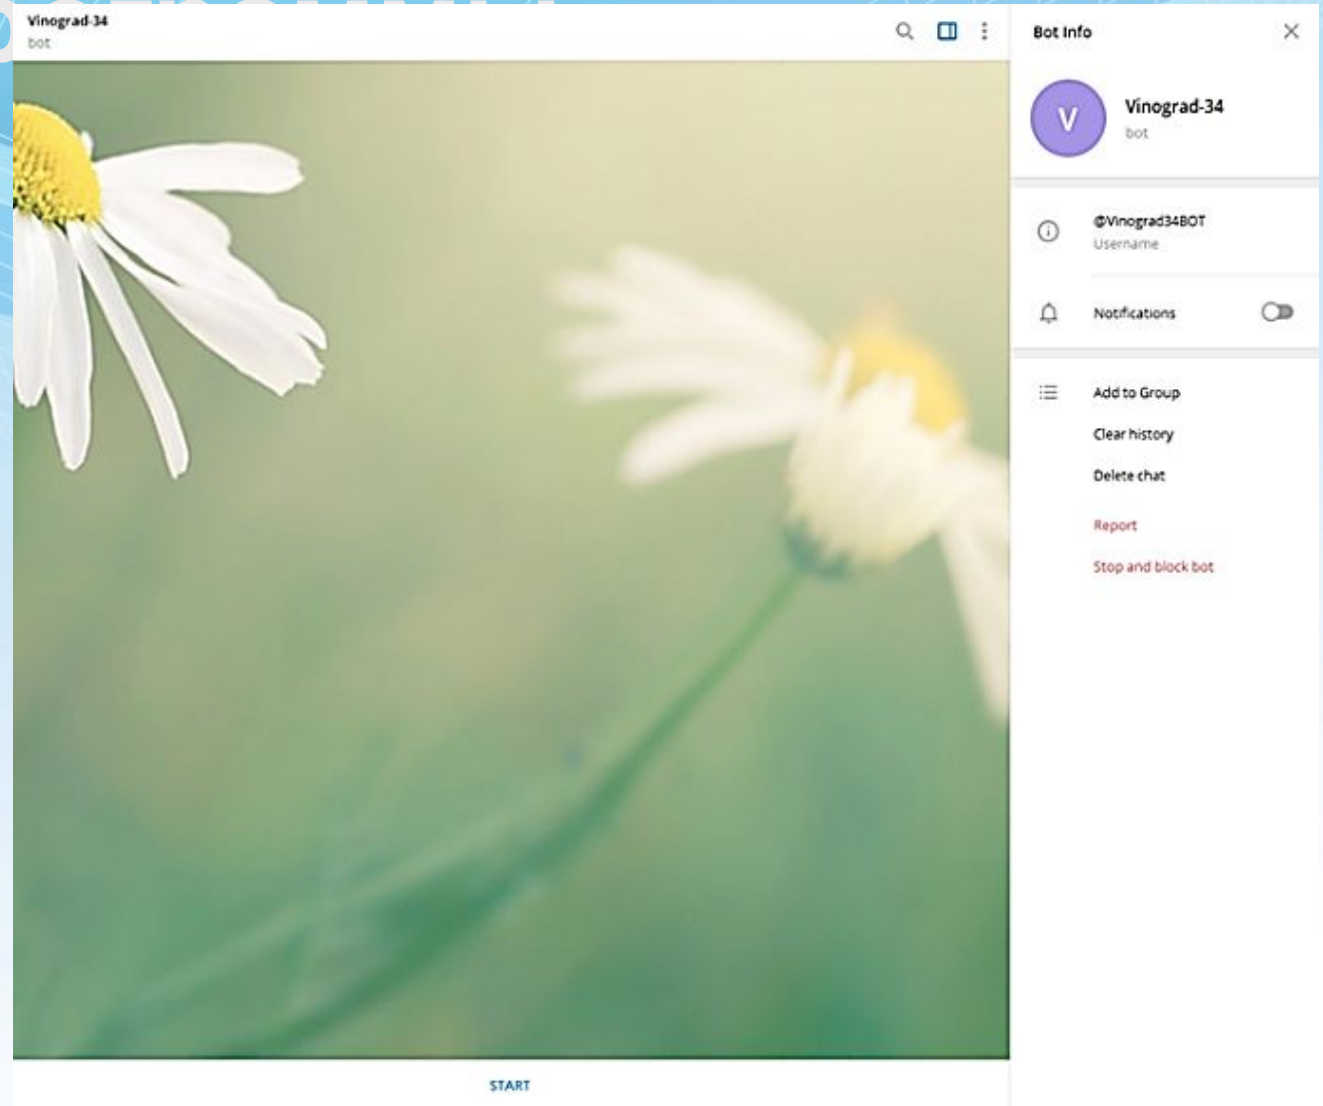 Vinograd-34
bot
Bot Info
V
Vinograd-34
bot
@Vinograd34BOT
Username
Notifications
Add to Group
Clear history
Delete chat
Report
Stop and block bot
START